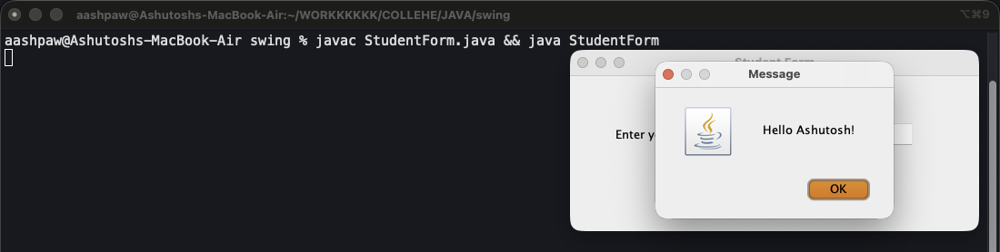 aashpaw@Ashutoshs-MacBook-Air:~/WORKKKKKK/COLLEHE/JAVA/swing
⌥⌘9
aashpaw@Ashutoshs-MacBook-Air swing % javac StudentForm.java && java StudentForm
Student Form
Message
Enter y
Hello Ashutosh!
OK